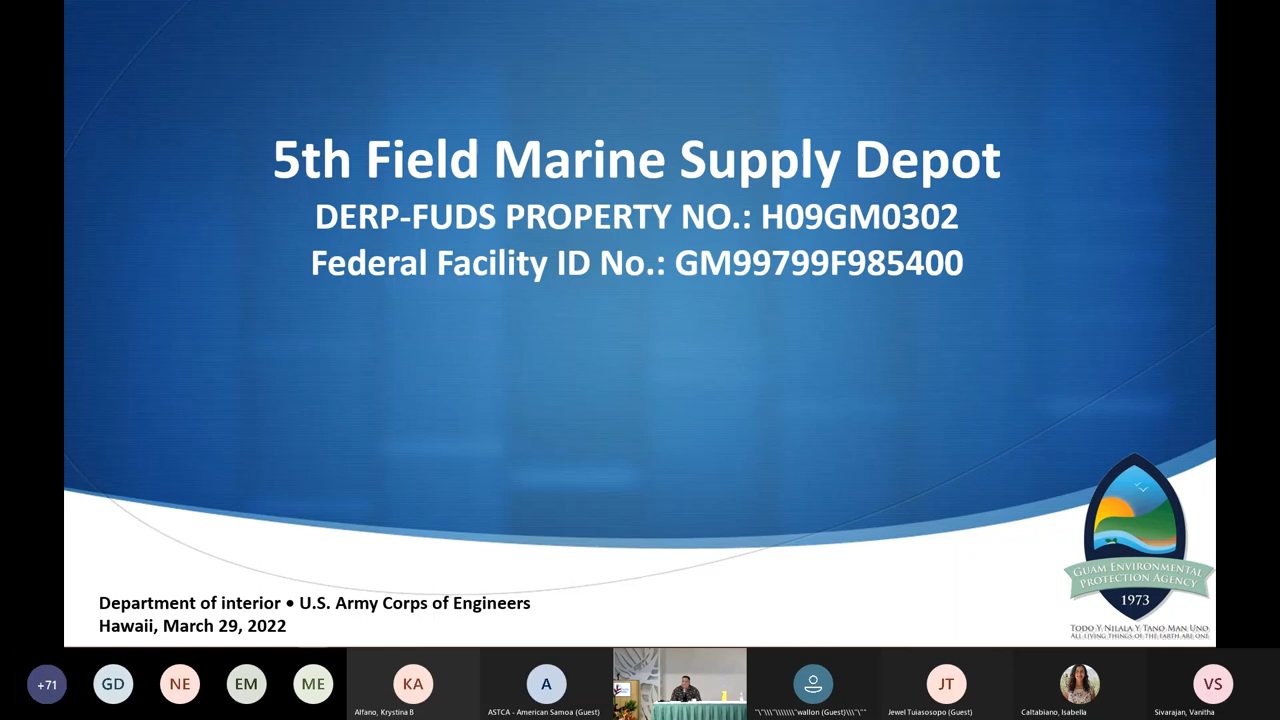 5th Field Marine Supply Depot
DERP-FUDS PROPERTY NO.: H09GM0302
Federal Facility ID No.: GM99799F985400
GUAM ENVIRONMENTAL
PROTECTION AGENCY
1973
TODO Y NILALA Y TANO MAN UNO
ALL LIVING THINGS OF THE EARTH ARE ONE
Department of interior • U.S. Army Corps of Engineers
Hawaii, March 29, 2022
+71
GD
NE
EM
ME
KA
Alfano, Krystina B
A
ASTCA - American Samoa (Guest)
"\"\\\"\\\\\\\"wallon (Guest)\\\"\""
JT
Jewel Tuiasosopo (Guest)
Caltabiano, Isabella
VS
Sivarajan, Vanitha